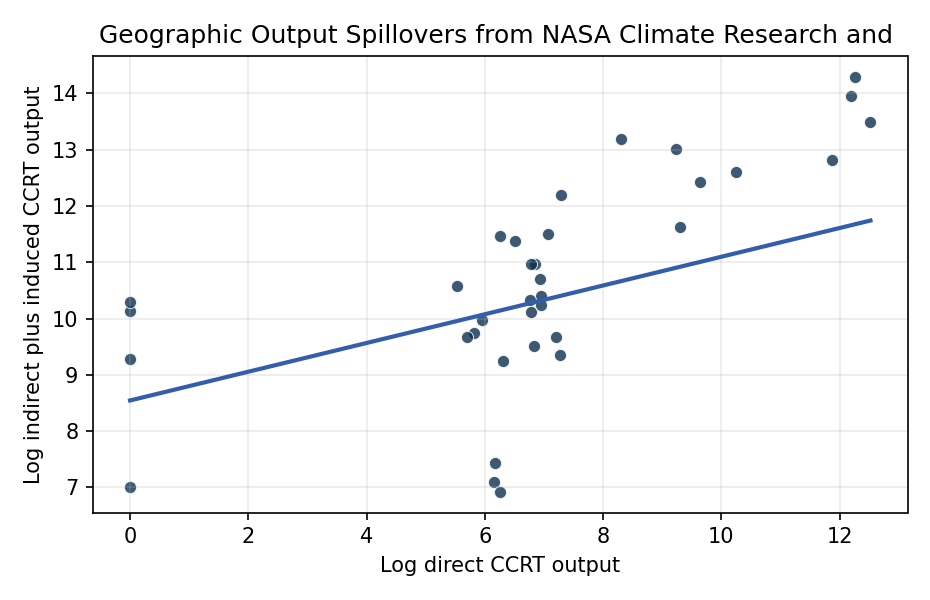 Geographic Output Spillovers from NASA Climate Research and
Log indirect plus induced CCRT output
14
13
12
11
10
9
8
7
0 2 4 6 8 10 12
Log direct CCRT output